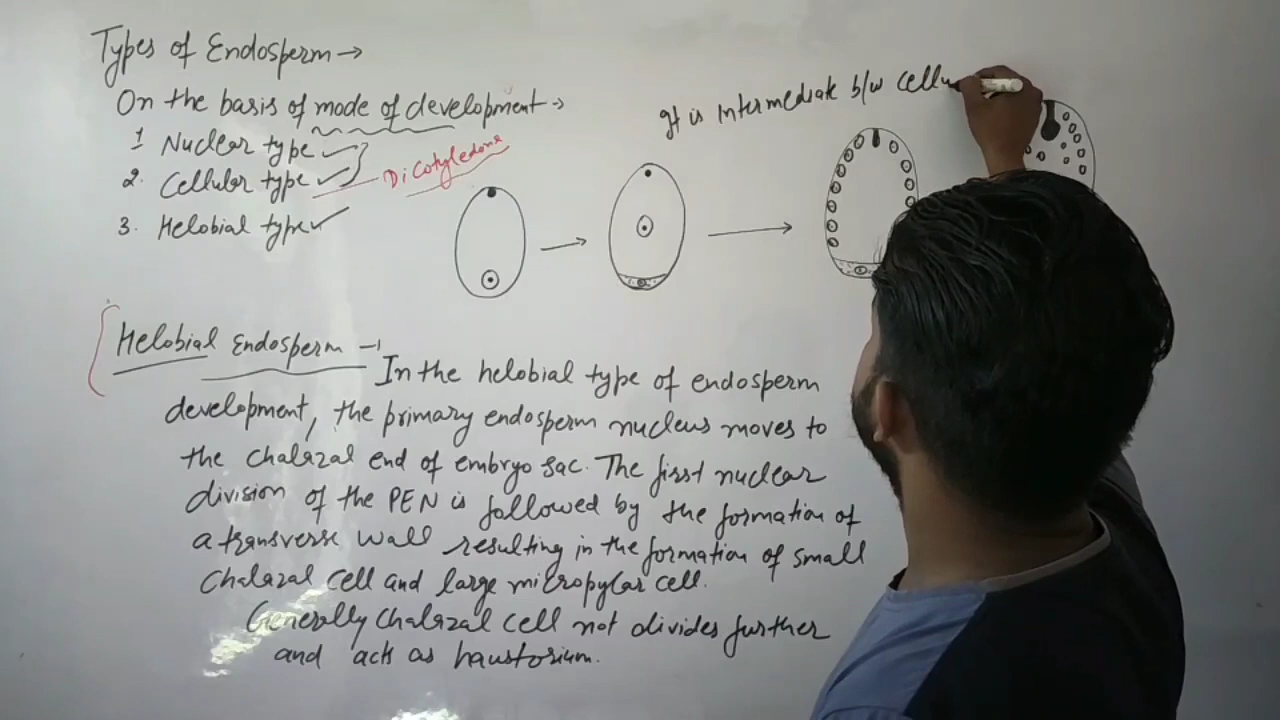 Types of Endosperm →
On the basis of mode of development →
1 Nuclear type
2. Cellular type
Dicotyledons
3. Helobial type
It is Intermediate b/w cellu
Helobial Endosperm →
In the helobial type of endosperm
development, the primary endosperm nucleus moves to
the chalazal end of embryo sac. The first nuclear
division of the PEN is followed by the formation of
a transverse wall resulting in the formation of small
chalazal cell and large micropylar cell.
Generally chalazal cell not divides further
and acts as haustorium.